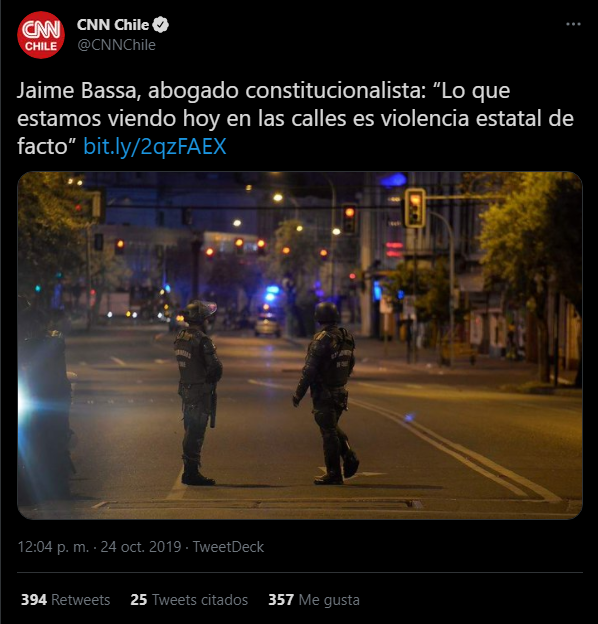 CNN
CHILE
CNN Chile
@CNNChile
Jaime Bassa, abogado constitucionalista: “Lo que
estamos viendo hoy en las calles es violencia estatal de
facto” bit.ly/2qzFAEX
12:04 p. m. · 24 oct. 2019 · TweetDeck
394 Retweets 25 Tweets citados 357 Me gusta